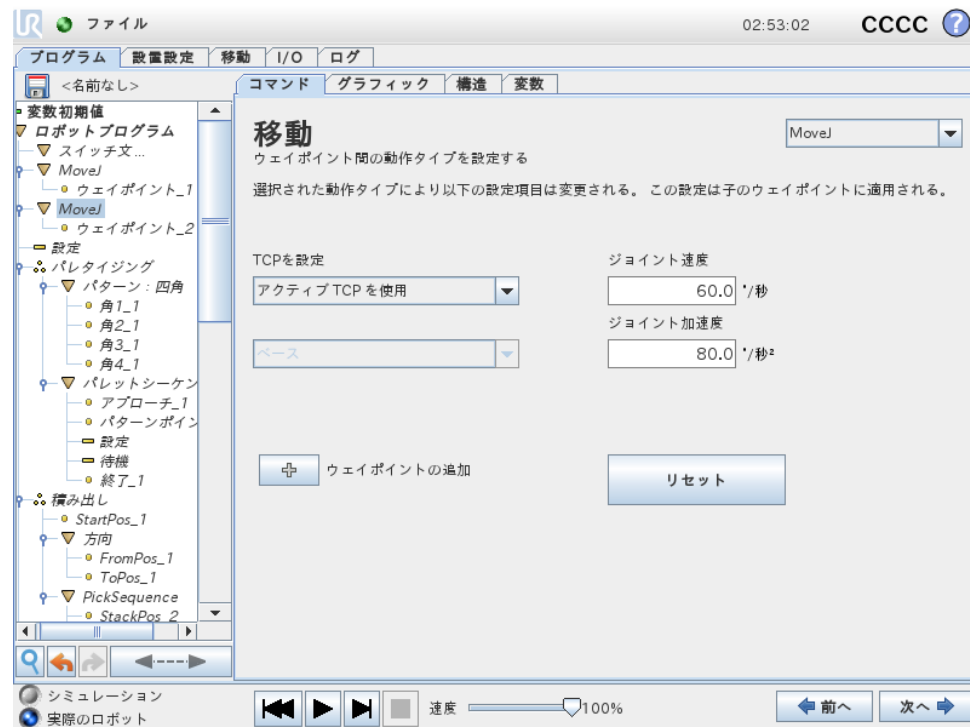 UR ファイル 02:53:02 CCCC ?
プログラム 設置設定 移動 I/O ログ
<名前なし>
コマンド グラフィック 構造 変数
変数初期値
ロボットプログラム
スイッチ文...
MoveJ
ウェイポイント_1
MoveJ
ウェイポイント_2
設定
パレタイジング
パターン : 四角
角1_1
角2_1
角3_1
角4_1
パレットシーケン
アプローチ_1
パターンポイン
設定
待機
終了_1
積み出し
StartPos_1
方向
FromPos_1
ToPos_1
PickSequence
StackPos_2
移動
MoveJ
ウェイポイント間の動作タイプを設定する
選択された動作タイプにより以下の設定項目は変更される。 この設定は子のウェイポイントに適用される。
TCPを設定
アクティブ TCP を使用
ベース
ジョイント速度
60.0 °/秒
ジョイント加速度
80.0 °/秒²
ウェイポイントの追加
リセット
シミュレーション
実際のロボット
速度 100%
前へ 次へ